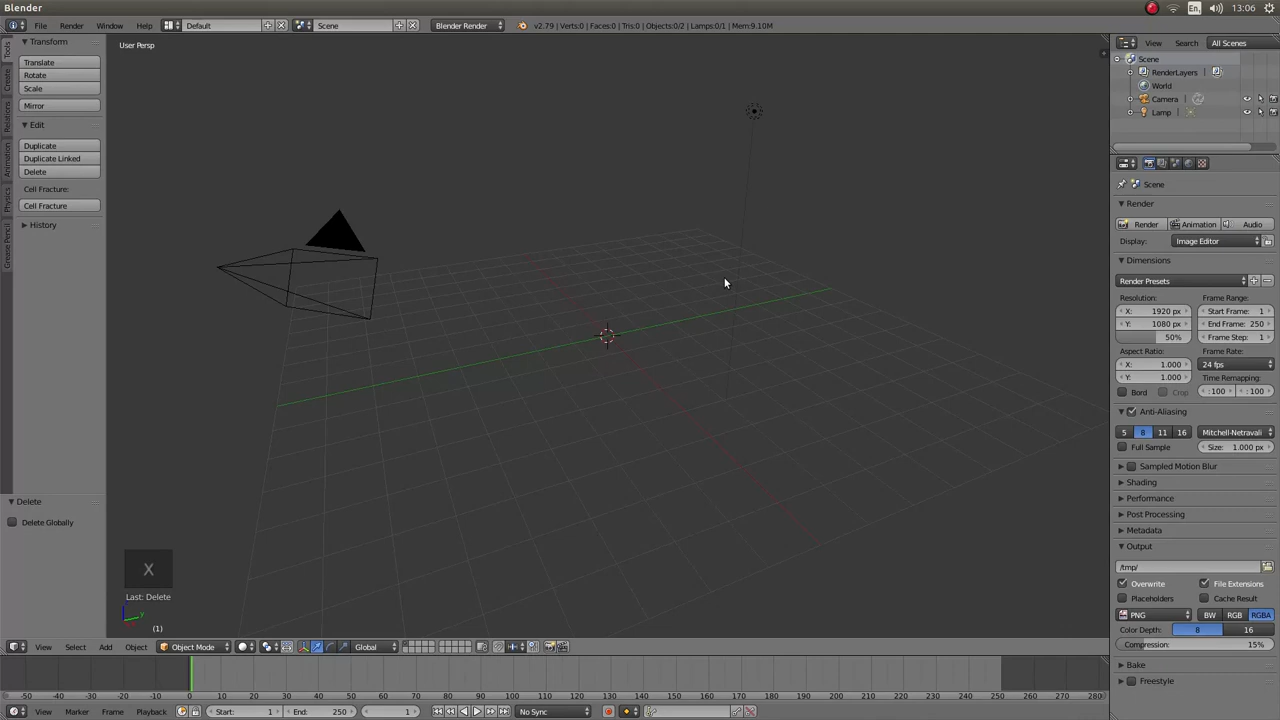 Blender
En
13:06
File
Render
Window
Help
Default
Scene
Blender Render
v2.79 | Verts:0 | Faces:0 | Tris:0 | Objects:0/2 | Lamps:0/1 | Mem:9.10M
Tools
Create
Relations
Animation
Physics
Grease Pencil
Transform
Translate
Rotate
Scale
Mirror
Edit
Duplicate
Duplicate Linked
Delete
Cell Fracture:
Cell Fracture
History
Delete
Delete Globally
User Persp
X
Last: Delete
y
(1)
View
Select
Add
Object
Object Mode
Global
View
Search
All Scenes
Scene
RenderLayers
World
Camera
Lamp
Scene
Render
Render
Animation
Audio
Display:
Image Editor
Dimensions
Render Presets
Resolution:
Frame Range:
X: 1920 px
Start Frame: 1
Y: 1080 px
End Frame: 250
50%
Frame Step: 1
Aspect Ratio:
Frame Rate:
X: 1.000
24 fps
Y: 1.000
Time Remapping:
Bord
Crop
:100
:100
Anti-Aliasing
5
8
11
16
Mitchell-Netravali
Full Sample
Size: 1.000 px
Sampled Motion Blur
Shading
Performance
Post Processing
Metadata
Output
/tmp/
Overwrite
File Extensions
Placeholders
Cache Result
PNG
BW
RGB
RGBA
Color Depth:
8
16
Compression: 15%
Bake
Freestyle
-50 -40 -30 -20 -10 0 10 20 30 40 50 60 70 80 90 100 110 120 130 140 150 160 170 180 190 200 210 220 230 240 250 260 270 280
View
Marker
Frame
Playback
Start: 1
End: 250
1
No Sync